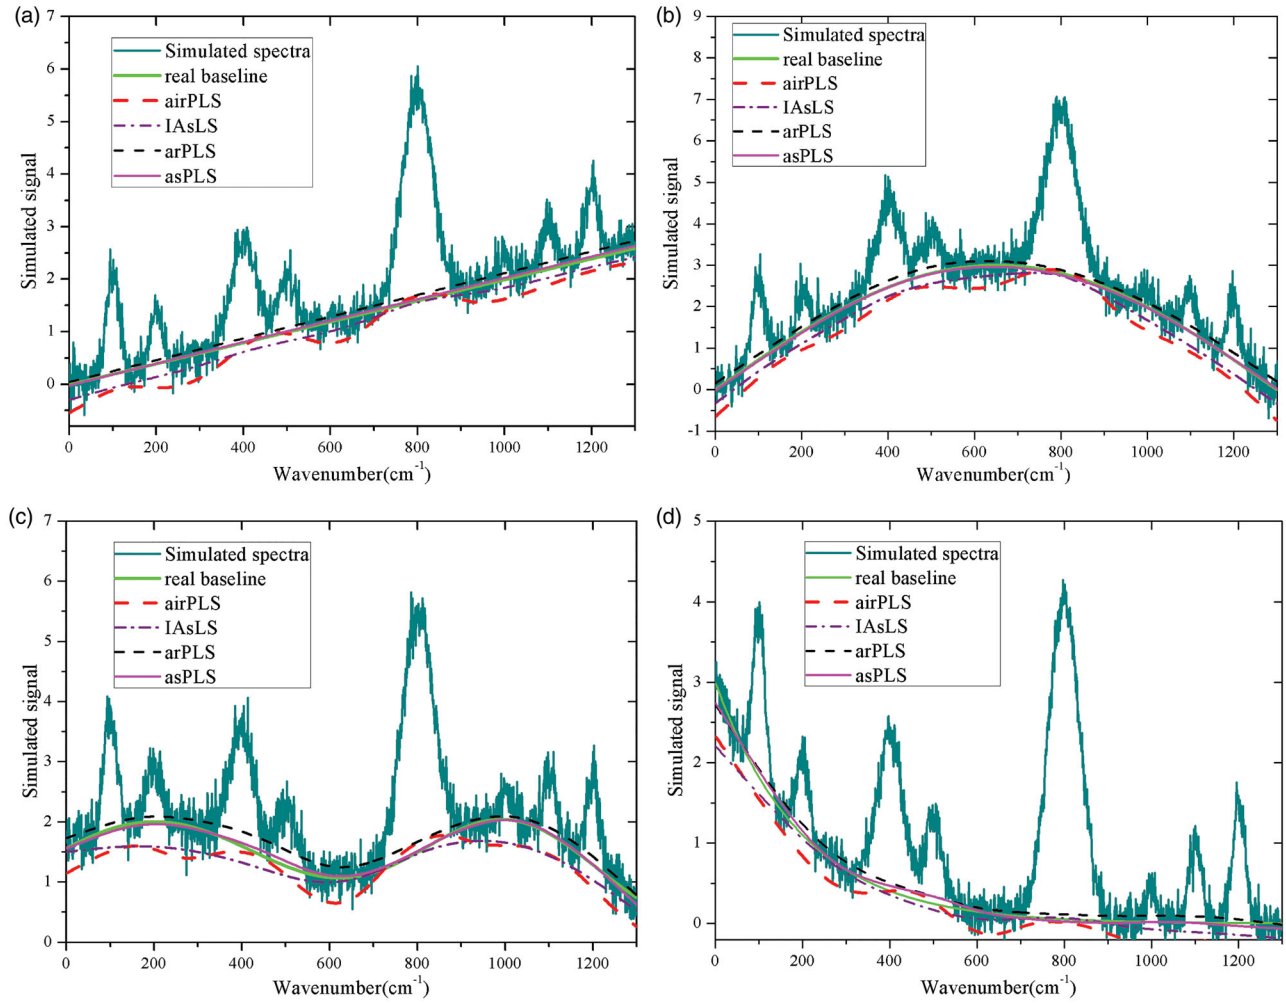 (a)
7
6
5
4
3
2
1
0
Simulated signal
Simulated spectra
real baseline
airPLS
IAsLS
arPLS
asPLS
0 200 400 600 800 1000 1200
Wavenumber(cm-1)
(b)
9
8
7
6
5
4
3
2
1
0
-1
Simulated signal
Simulated spectra
real baseline
airPLS
IAsLS
arPLS
asPLS
0 200 400 600 800 1000 1200
Wavenumber(cm-1)
(c)
7
6
5
4
3
2
1
0
Simulated signal
Simulated spectra
real baseline
airPLS
IAsLS
arPLS
asPLS
0 200 400 600 800 1000 1200
Wavenumber(cm-1)
(d)
5
4
3
2
1
0
Simulated signal
Simulated spectra
real baseline
airPLS
IAsLS
arPLS
asPLS
0 200 400 600 800 1000 1200
Wavenumber(cm-1)